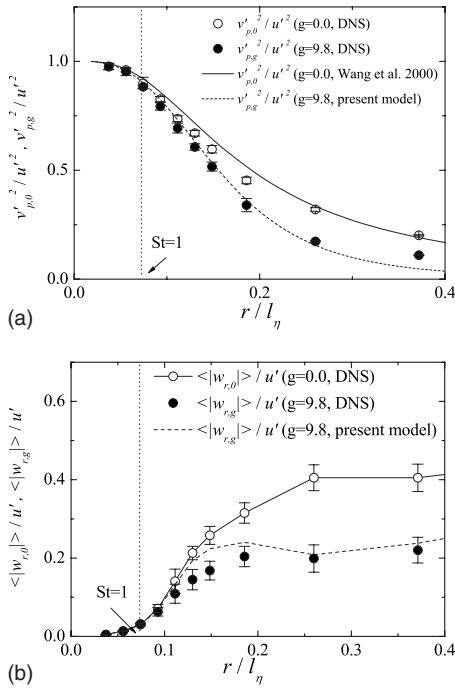 v'p,0² / u'² (g=0.0, DNS)
v'p,g² / u'² (g=9.8, DNS)
v'p,0² / u'² (g=0.0, Wang et al. 2000)
v'p,g² / u'² (g=9.8, present model)
v'p,0² / u'² , v'p,g² / u'²
1.0
0.5
0.0
St=1
0.0 0.1 0.2 0.3 0.4
(a)
r / lη
<|wr,0|> / u' (g=0.0, DNS)
<|wr,g|> / u' (g=9.8, DNS)
<|wr,g|> / u' (g=9.8, present model)
<|wr,0|> / u', <|wr,g|> / u'
0.6
0.4
0.2
0.0
St=1
0.0 0.1 0.2 0.3 0.4
(b)
r / lη